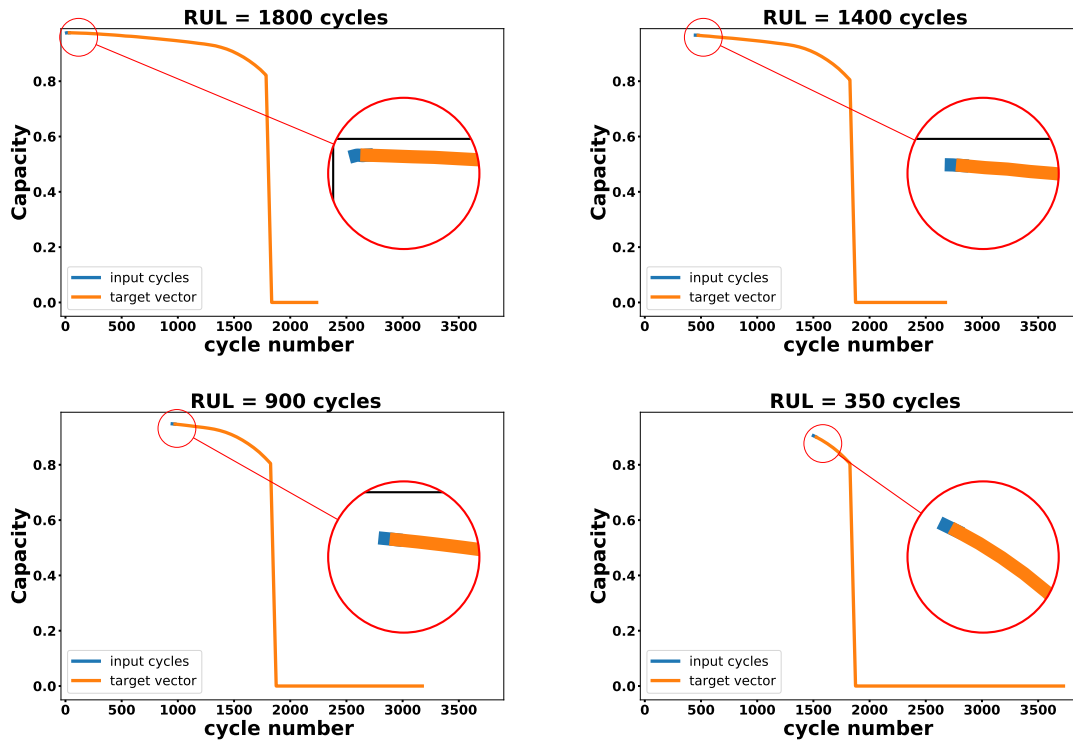 RUL = 1800 cycles
Capacity
0.8
0.6
0.4
0.2
0.0
input cycles
target vector
0 500 1000 1500 2000 2500 3000 3500
cycle number
RUL = 1400 cycles
Capacity
0.8
0.6
0.4
0.2
0.0
input cycles
target vector
0 500 1000 1500 2000 2500 3000 3500
cycle number
RUL = 900 cycles
Capacity
0.8
0.6
0.4
0.2
0.0
input cycles
target vector
0 500 1000 1500 2000 2500 3000 3500
cycle number
RUL = 350 cycles
Capacity
0.8
0.6
0.4
0.2
0.0
input cycles
target vector
0 500 1000 1500 2000 2500 3000 3500
cycle number